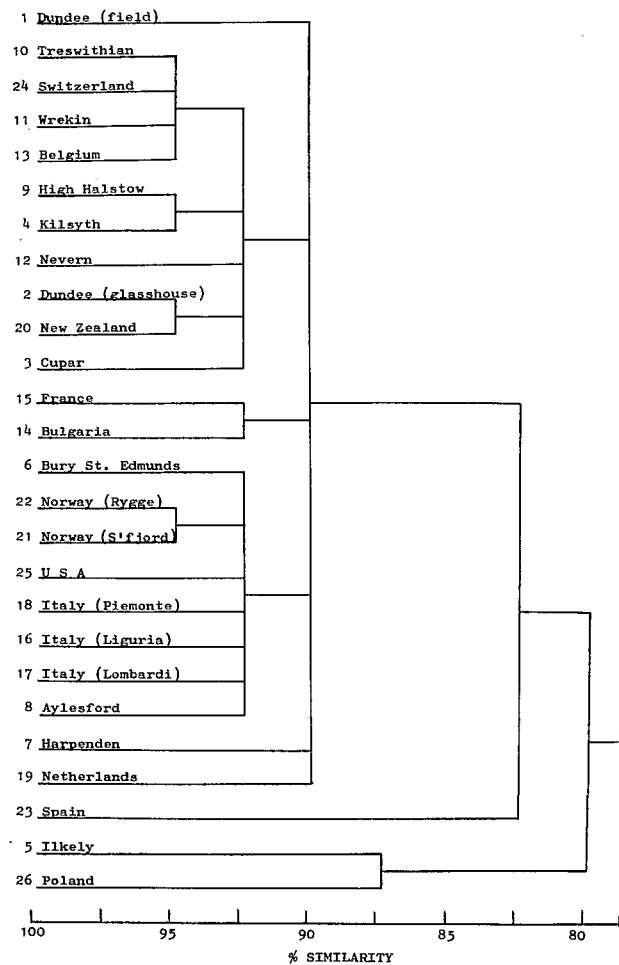 1 Dundee (field)
10 Treswithian
24 Switzerland
11 Wrekin
13 Belgium
9 High Halstow
4 Kilsyth
12 Nevern
2 Dundee (glasshouse)
20 New Zealand
3 Cupar
15 France
14 Bulgaria
6 Bury St. Edmunds
22 Norway (Rygge)
21 Norway (S'fjord)
25 U S A
18 Italy (Piemonte)
16 Italy (Liguria)
17 Italy (Lombardi)
8 Aylesford
7 Harpenden
19 Netherlands
23 Spain
5 Ilkely
26 Poland
100 95 90 85 80
% SIMILARITY